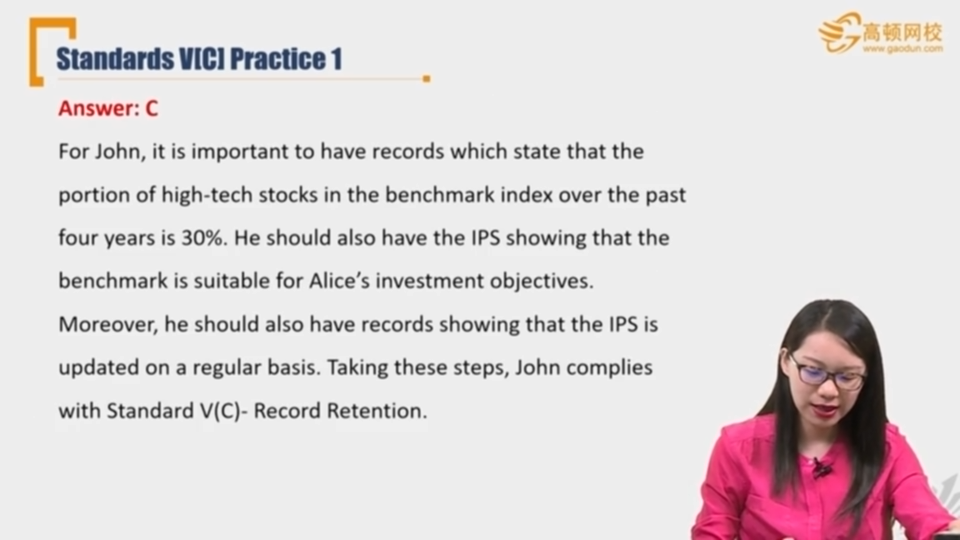 Standards V[C] Practice 1
高顿网校
www.gaodun.com
Answer: C
For John, it is important to have records which state that the
portion of high-tech stocks in the benchmark index over the past
four years is 30%. He should also have the IPS showing that the
benchmark is suitable for Alice's investment objectives.
Moreover, he should also have records showing that the IPS is
updated on a regular basis. Taking these steps, John complies
with Standard V(C)- Record Retention.